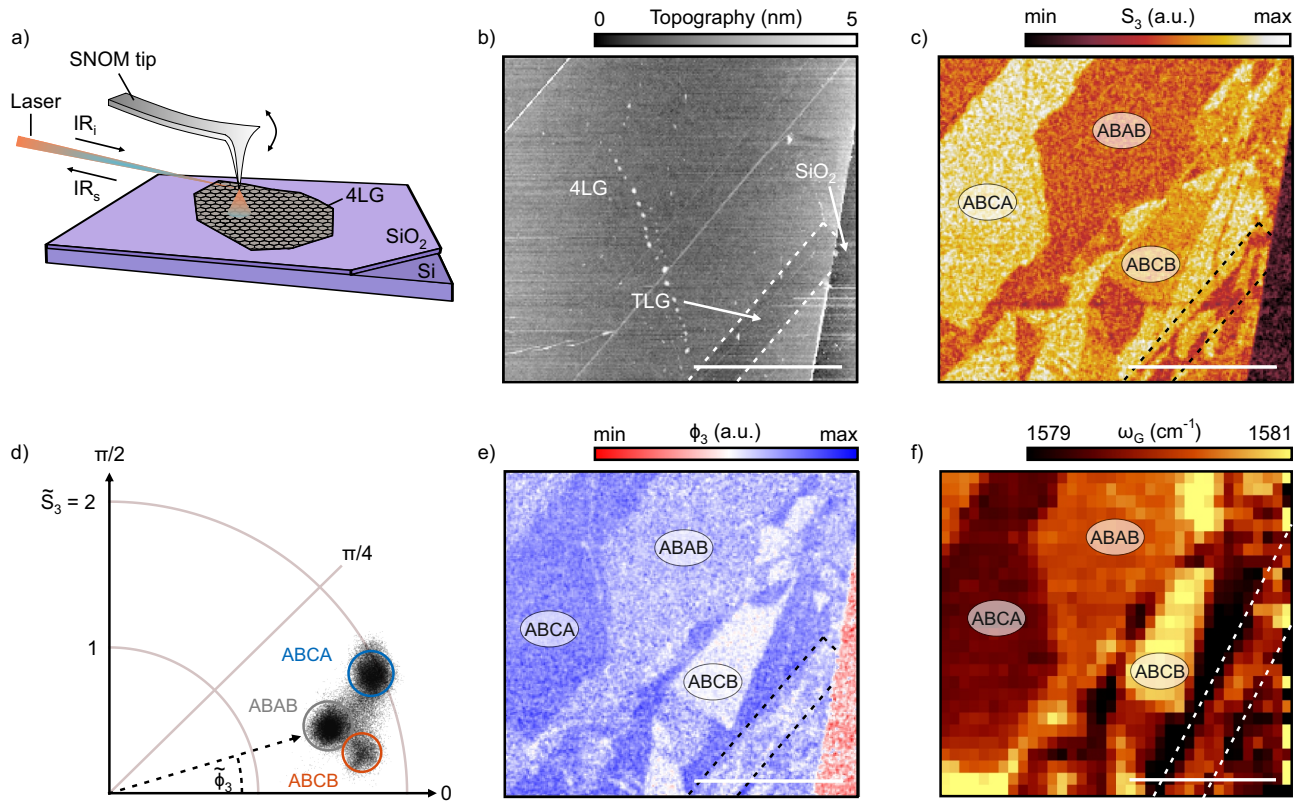 a)
SNOM tip
Laser
IRi
IRs
4LG
SiO2
Si
b)
0 Topography (nm) 5
4LG
SiO2
TLG
c)
min S3 (a.u.) max
ABAB
ABCA
ABCB
d)
π/2
S̃3 = 2
π/4
1
ABCA
ABAB
ABCB
ϕ̃3
0
e)
min ϕ3 (a.u.) max
ABAB
ABCA
ABCB
f)
1579 ωG (cm-1) 1581
ABAB
ABCA
ABCB